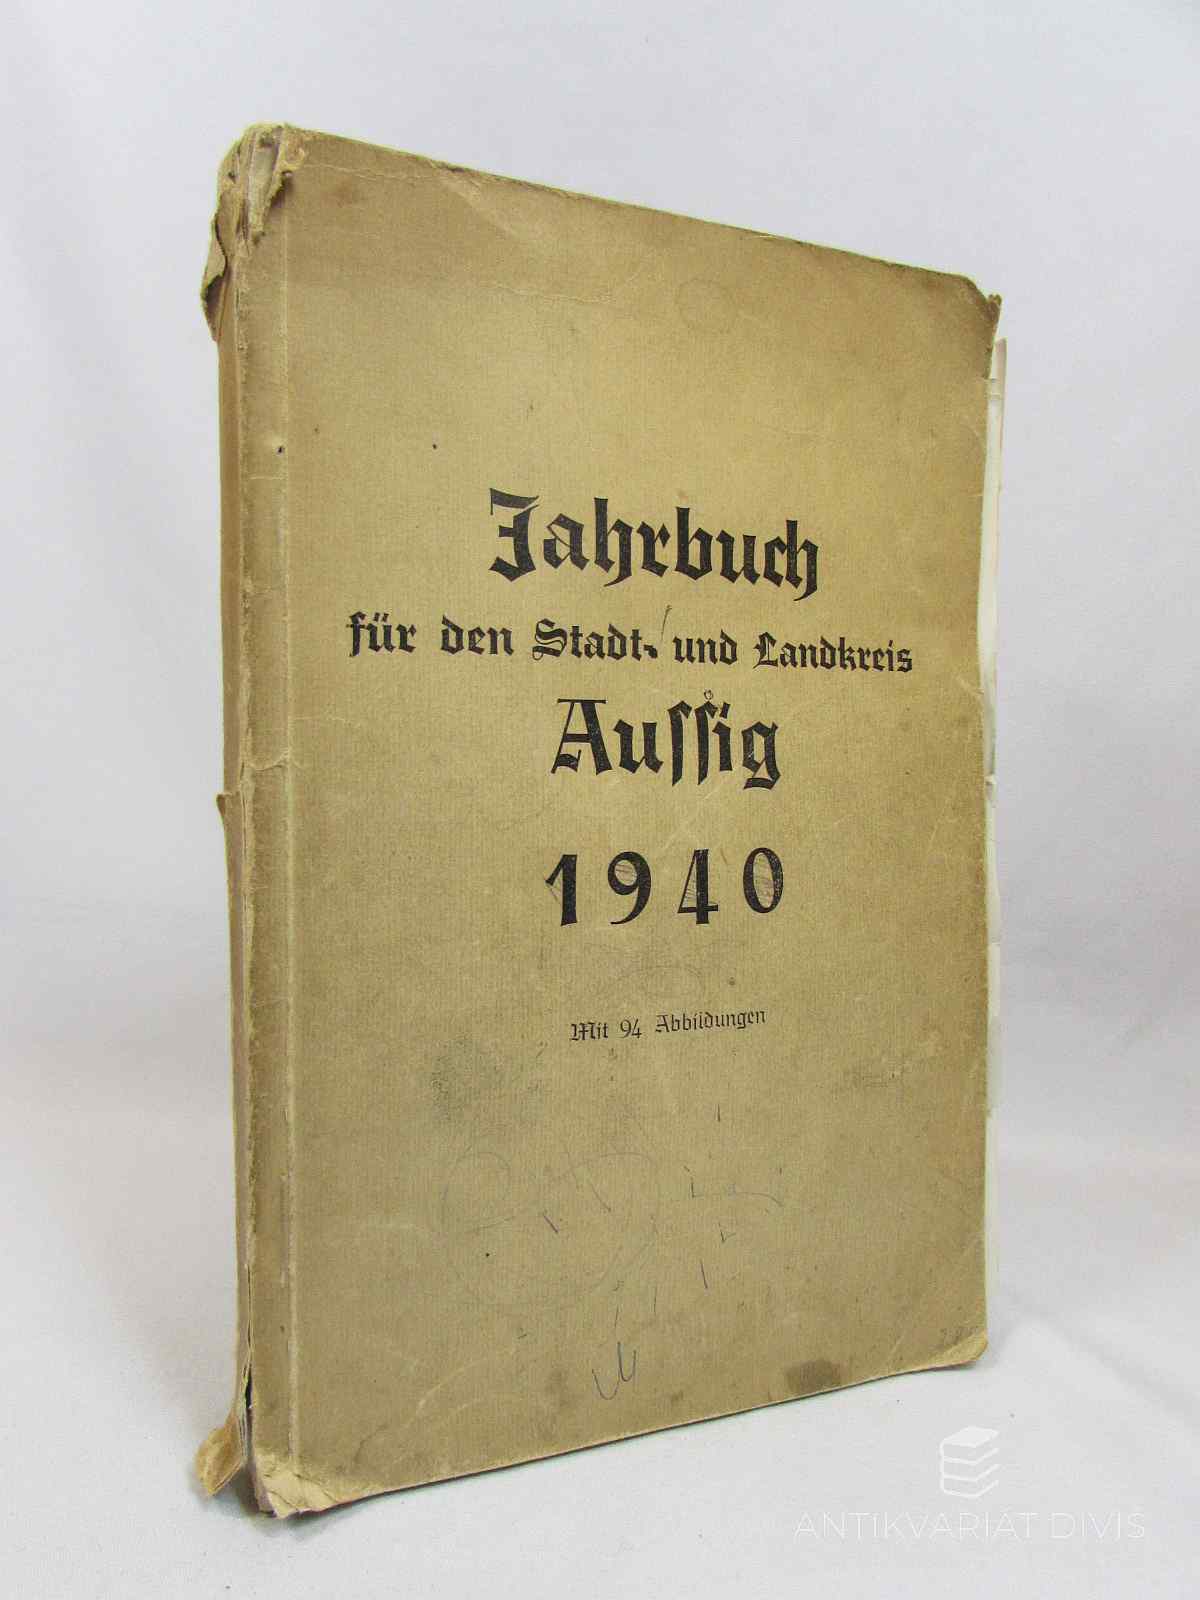 Jahrbuch
für den Stadt- und Landkreis
Aussig
1940
Mit 94 Abbildungen
ANTIKVARIAT DIVIS